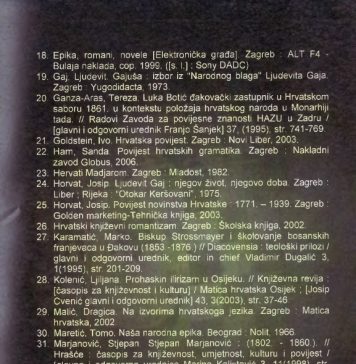 18. Epika, romani, novele [Elektronička građa]. Zagreb : ALT F4 -
Bulaja naklada, cop. 1999. ([s. l.] ; Sony DADC)
19. Gaj, Ljudevit. Gajuša : izbor iz "Narodnog blaga" Ljudevita Gaja.
Zagreb : Yugodidacta, 1973.
20. Ganza-Aras, Tereza. Luka Botić đakovački zastupnik u Hrvatskom
saboru 1861. u kontekstu položaja hrvatskog naroda u Monarhiji
tada. // Radovi Zavoda za povijesne znanosti HAZU u Zadru /
[glavni i odgovorni urednik Franjo Šanjek] 37, (1995), str. 741-769.
21. Goldstein, Ivo. Hrvatska povijest. Zagreb : Novi Liber, 2003.
22. Ham, Sanda. Povijest hrvatskih gramatika. Zagreb : Nakladni
zavod Globus, 2006.
23. Hervati Madjarom. Zagreb : Mladost, 1982.
24. Horvat, Josip. Ljudevit Gaj : njegov život, njegovo doba. Zagreb :
Liber ; Rijeka : "Otokar Keršovani", 1975.
25. Horvat, Josip. Povijest novinstva Hrvatske : 1771. – 1939. Zagreb :
Golden marketing-Tehnička knjiga, 2003.
26. Hrvatski književni romantizam. Zagreb : Školska knjiga, 2002.
27. Karamatić, Marko. Biskup Strossmayer i školovanje bosanskih
franjevaca u Đakovu (1853.-1876.) // Diacovensia : teološki prilozi /
glavni i odgovorni urednik, editor in chief Vladimir Dugalić 3,
1(1995), str. 201-209.
28. Kolenić, Ljiljana. Prohaskin ilirizam u Osijeku. // Književna revija :
[časopis za književnost i kulturu] / Matica hrvatska Osijek ; [Josip
Cvenić glavni i odgovorni urednik] 43, 3(2003), str. 37-46.
29. Malić, Dragica. Na izvorima hrvatskoga jezika. Zagreb : Matica
hrvatska, 2002.
30. Maretić, Tomo. Naša narodna epika. Beograd : Nolit, 1966.
31. Marjanović, Stjepan. Stjepan Marjanović : (1802. - 1860.). //
Hrašće : časopis za književnost, umjetnost, kulturu i povijest /